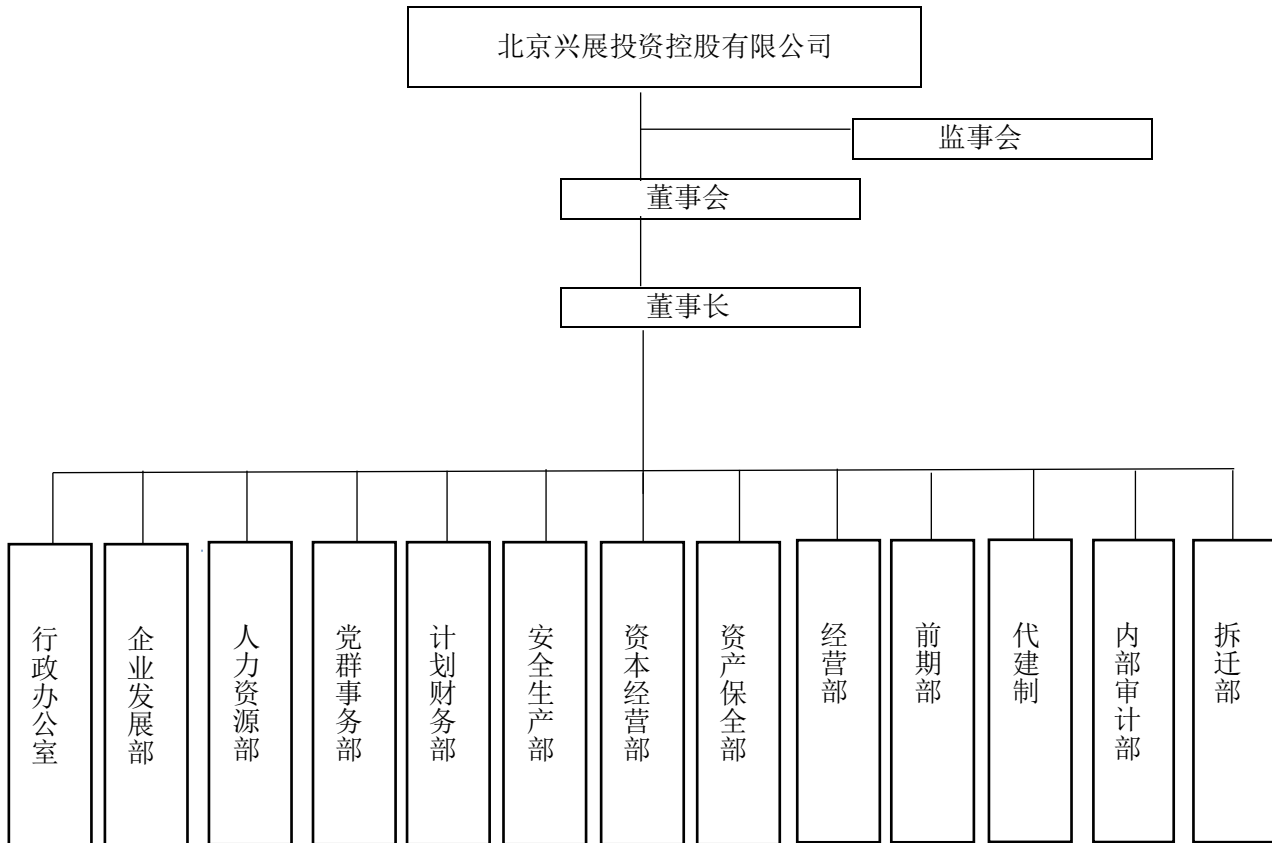 北京兴展投资控股有限公司
监事会
董事会
董事长
行政办公室
企业发展部
人力资源部
党群事务部
计划财务部
安全生产部
资本经营部
资产保全部
经营部
前期部
代建制
内部审计部
拆迁部